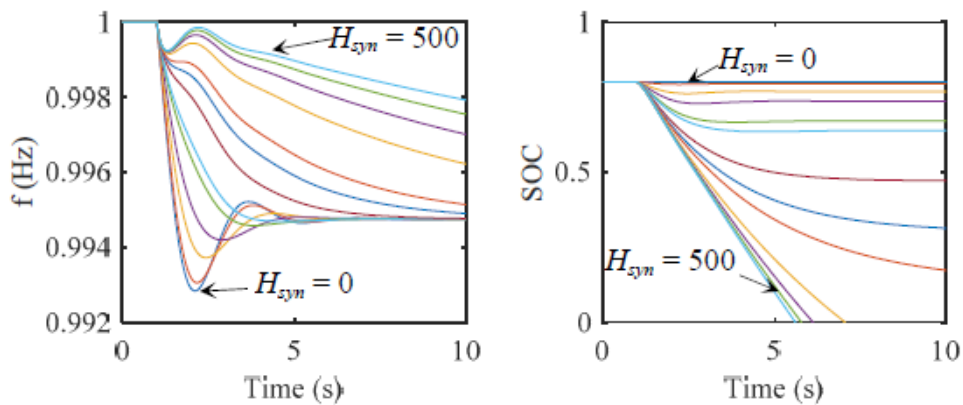 1
0.998
0.996
0.994
0.992
f (Hz)
0
5
10
Time (s)
H_syn = 500
H_syn = 0
1
0.5
0
SOC
0
5
10
Time (s)
H_syn = 0
H_syn = 500